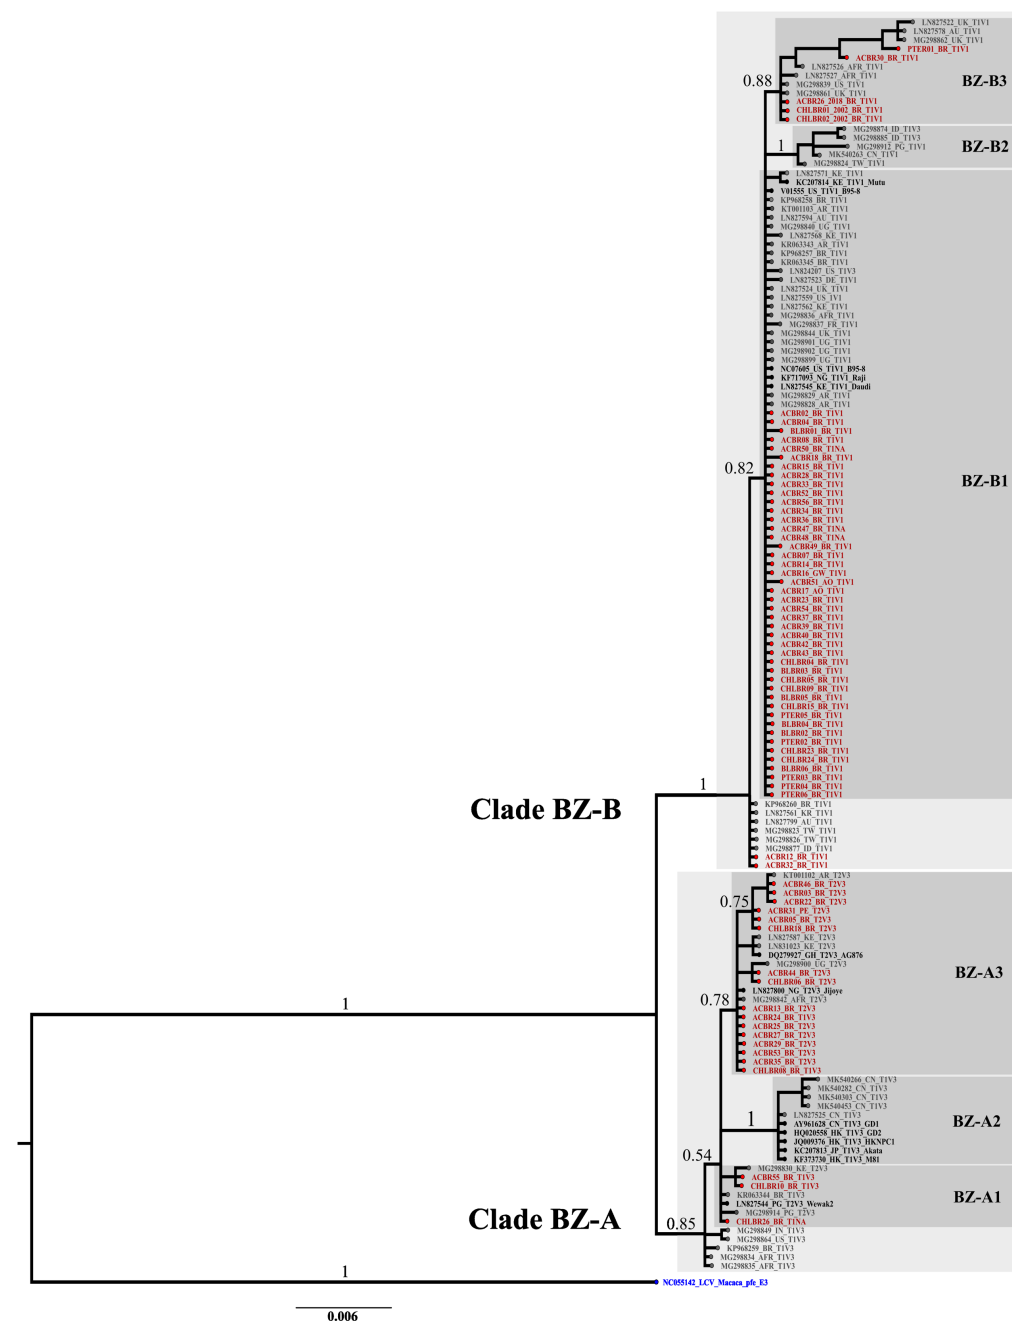 LN827522_UK_T1V1
LN827578_AU_T1V1
MG298862_UK_T1V1
PTER01_BR_T1V1
ACBR30_BR_T1V1
LN827526_AFR_T1V1
LN827527_AFR_T1V1
0.88
BZ-B3
MG298839_US_T1V1
MG298861_UK_T1V1
ACBR26_2018_BR_T1V1
CHLBR01_2002_BR_T1V1
CHLBR02_2002_BR_T1V1
MG298874_ID_T1V3
MG298885_ID_T1V3
1
MG298912_PG_T1V1
BZ-B2
MK540263_CN_T1V1
MG298824_TW_T1V1
LN827571_KE_T1V1
KC207814_KE_T1V1_Mutu
V01555_US_T1V1_B95-8
KP968258_BR_T1V1
KT001103_AR_T1V1
LN827594_AU_T1V1
MG298840_UG_T1V1
LN827568_KE_T1V1
KR063343_AR_T1V1
KP968257_BR_T1V1
KR063345_BR_T1V1
LN824207_US_T1V3
LN827523_DE_T1V1
LN827524_UK_T1V1
LN827559_US_1V1
LN827562_KE_T1V1
MG298836_AFR_T1V1
MG298837_FR_T1V1
MG298844_UK_T1V1
MG298901_UG_T1V1
MG298902_UG_T1V1
MG298899_UG_T1V1
NC07605_US_T1V1_B95-8
KF717093_NG_T1V1_Raji
LN827545_KE_T1V1_Daudi
MG298829_AR_T1V1
MG298828_AR_T1V1
ACBR02_BR_T1V1
ACBR04_BR_T1V1
BLBR01_BR_T1V1
ACBR08_BR_T1V1
ACBR50_BR_T1NA
ACBR18_BR_T1V1
0.82
ACBR15_BR_T1V1
ACBR28_BR_T1V1
BZ-B1
ACBR33_BR_T1V1
ACBR52_BR_T1V1
ACBR56_BR_T1V1
ACBR34_BR_T1V1
ACBR36_BR_T1V1
ACBR47_BR_T1NA
ACBR48_BR_T1NA
ACBR49_BR_T1V1
ACBR07_BR_T1V1
ACBR14_BR_T1V1
ACBR16_GW_T1V1
ACBR51_AO_T1V1
ACBR17_AO_T1V1
ACBR23_BR_T1V1
ACBR54_BR_T1V1
ACBR37_BR_T1V1
ACBR39_BR_T1V1
ACBR40_BR_T1V1
ACBR42_BR_T1V1
ACBR43_BR_T1V1
CHLBR04_BR_T1V1
BLBR03_BR_T1V1
CHLBR05_BR_T1V1
CHLBR09_BR_T1V1
BLBR05_BR_T1V1
CHLBR15_BR_T1V1
PTER05_BR_T1V1
BLBR04_BR_T1V1
BLBR02_BR_T1V1
PTER02_BR_T1V1
CHLBR23_BR_T1V1
CHLBR24_BR_T1V1
BLBR06_BR_T1V1
PTER03_BR_T1V1
1
PTER04_BR_T1V1
PTER06_BR_T1V1
KP968260_BR_T1V1
Clade BZ-B
LN827561_KR_T1V1
LN827799_AU_T1V1
MG298823_TW_T1V1
MG298826_TW_T1V1
MG298877_ID_T1V1
ACBR12_BR_T1V1
ACBR32_BR_T1V1
KT001102_AR_T2V3
ACBR46_BR_T2V3
ACBR03_BR_T2V3
0.75
ACBR22_BR_T2V3
ACBR31_PE_T2V3
ACBR05_BR_T2V3
CHLBR18_BR_T2V3
LN827587_KE_T2V3
LN831023_KE_T2V3
DQ279927_GH_T2V3_AG876
MG298900_UG_T2V3
ACBR44_BR_T2V3
BZ-A3
CHLBR06_BR_T2V3
LN827800_NG_T2V3_Jijoye
0.78
MG298842_AFR_T2V3
1
ACBR13_BR_T2V3
ACBR24_BR_T1V3
ACBR25_BR_T2V3
ACBR27_BR_T2V3
ACBR29_BR_T2V3
ACBR53_BR_T2V3
ACBR35_BR_T2V3
CHLBR08_BR_T1V3
MK540266_CN_T1V3
MK540282_CN_T1V3
MK540303_CN_T1V3
MK540453_CN_T1V3
LN827525_CN_T1V3
1
AY961628_CN_T1V3_GD1
BZ-A2
HQ020558_HK_T1V3_GD2
JQ009376_HK_T1V3_HKNPC1
KC207813_JP_T1V3_Akata
0.54
KF373730_HK_T1V3_M81
MG298830_KE_T2V3
ACBR55_BR_T1V3
CHLBR10_BR_T1V3
KR063344_BR_T1V3
BZ-A1
LN827544_PG_T2V3_Wewak2
MG298914_PG_T2V3
Clade BZ-A
0.85
CHLBR26_BR_T1NA
MG298849_IN_T1V3
MG298864_US_T1V3
KP968259_BR_T1V3
MG298834_AFR_T1V3
MG298835_AFR_T1V3
1
NC055142_LCV_Macaca_pfe_E3
0.006